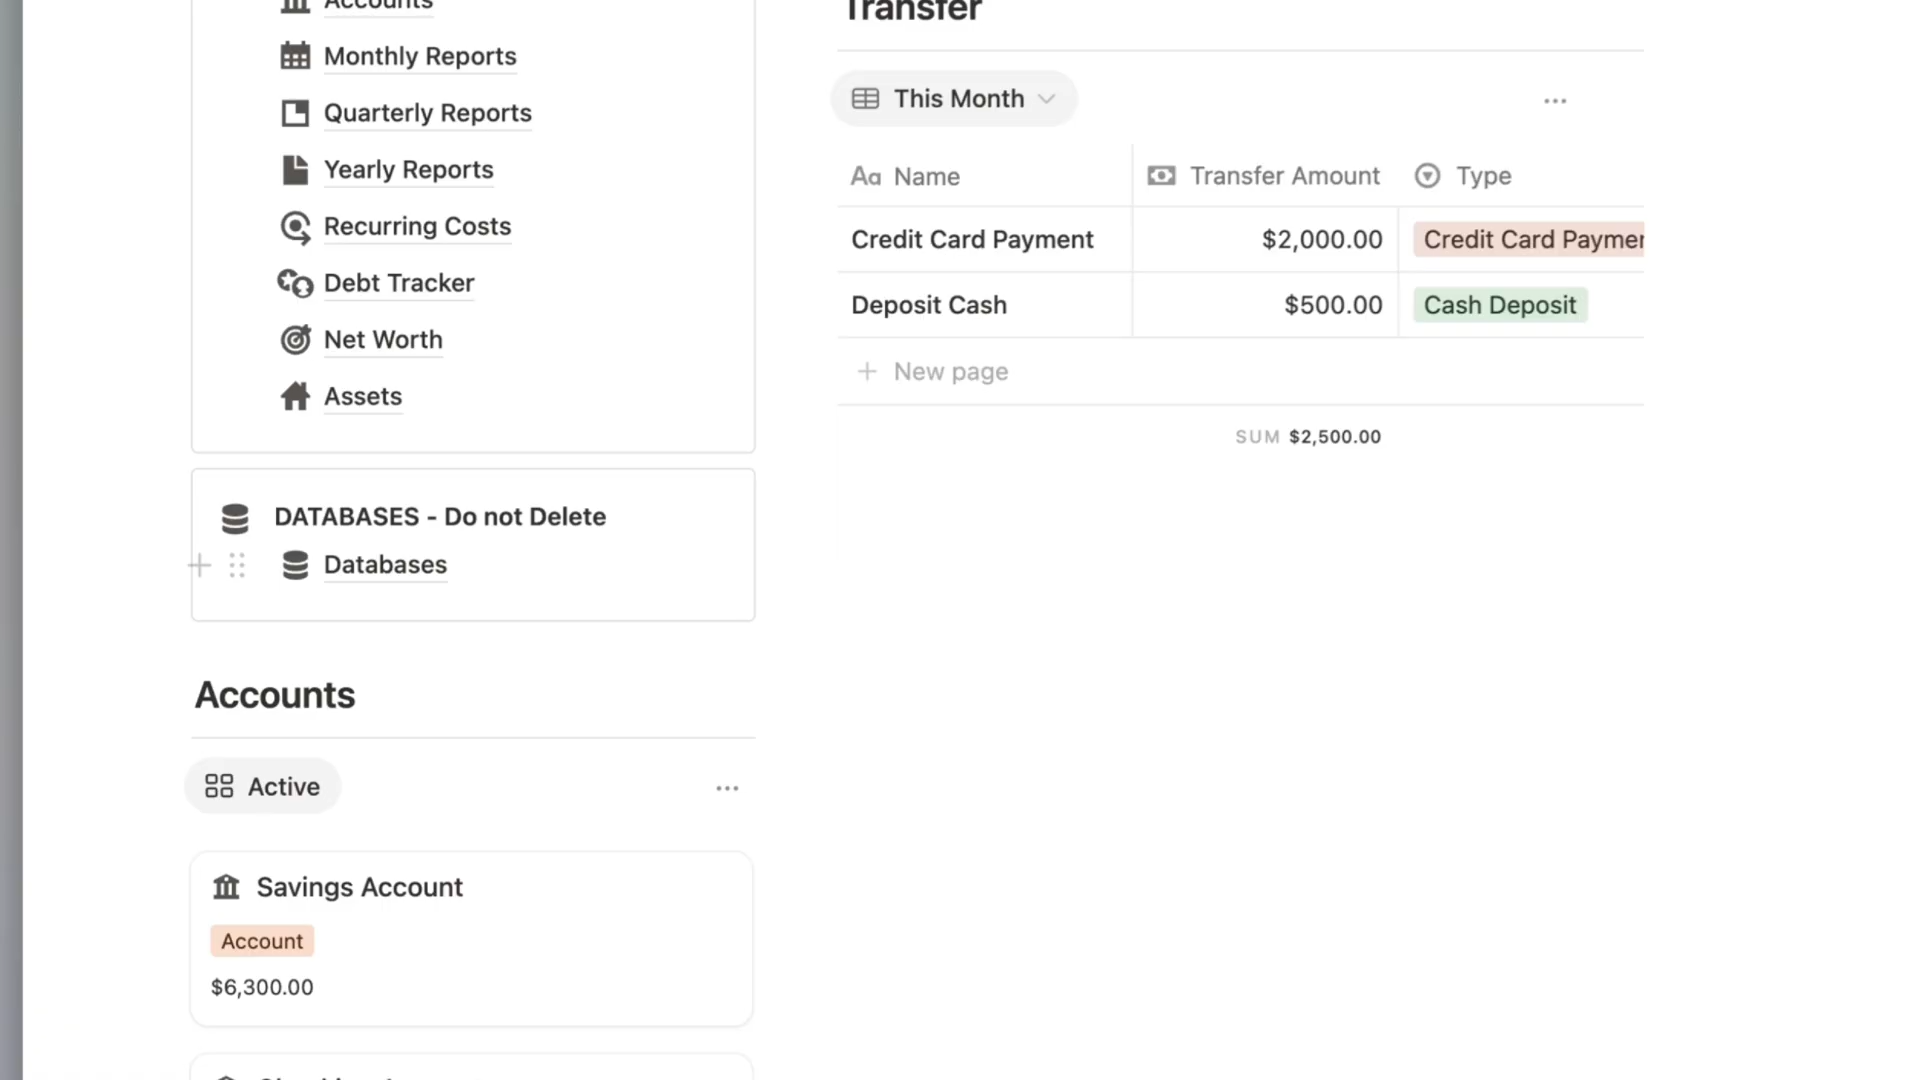 Accounts
Monthly Reports
Quarterly Reports
Yearly Reports
Recurring Costs
Debt Tracker
Net Worth
Assets
DATABASES - Do not Delete
Databases
Accounts
Active
Savings Account
Account
$6,300.00
Transfer
This Month
Aa Name Transfer Amount Type
Credit Card Payment $2,000.00 Credit Card Paymen
Deposit Cash $500.00 Cash Deposit
New page
SUM $2,500.00